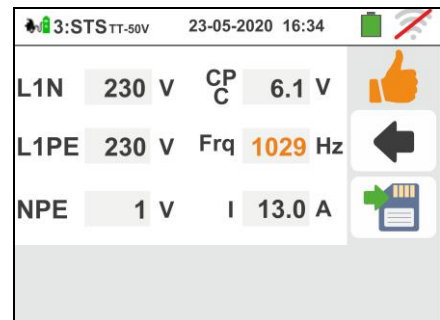 3:STS TT-50V 23-05-2020 16:34
L1N 230 V CP C 6.1 V
L1PE 230 V Frq 1029 Hz
NPE 1 V I 13.0 A